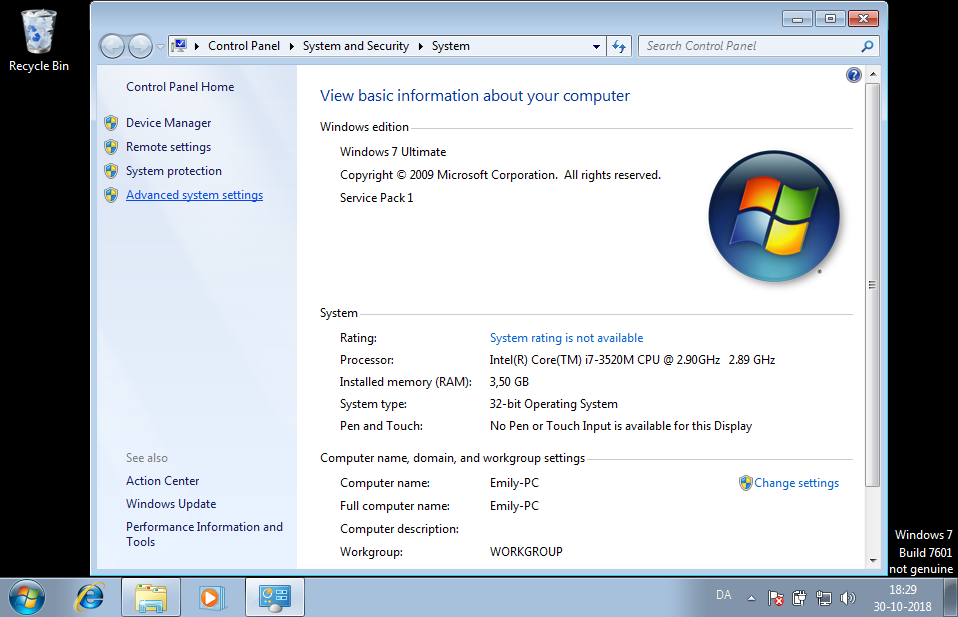 Recycle Bin
Control Panel
System and Security
System
Search Control Panel
Control Panel Home
Device Manager
Remote settings
System protection
Advanced system settings
See also
Action Center
Windows Update
Performance Information and
Tools
View basic information about your computer
Windows edition
Windows 7 Ultimate
Copyright © 2009 Microsoft Corporation.  All rights reserved.
Service Pack 1
System
Rating: System rating is not available
Processor: Intel(R) Core(TM) i7-3520M CPU @ 2.90GHz   2.89 GHz
Installed memory (RAM): 3,50 GB
System type: 32-bit Operating System
Pen and Touch: No Pen or Touch Input is available for this Display
Computer name, domain, and workgroup settings
Computer name: Emily-PC
Change settings
Full computer name: Emily-PC
Computer description:
Workgroup: WORKGROUP
Windows 7
Build 7601
not genuine
DA
18:29
30-10-2018